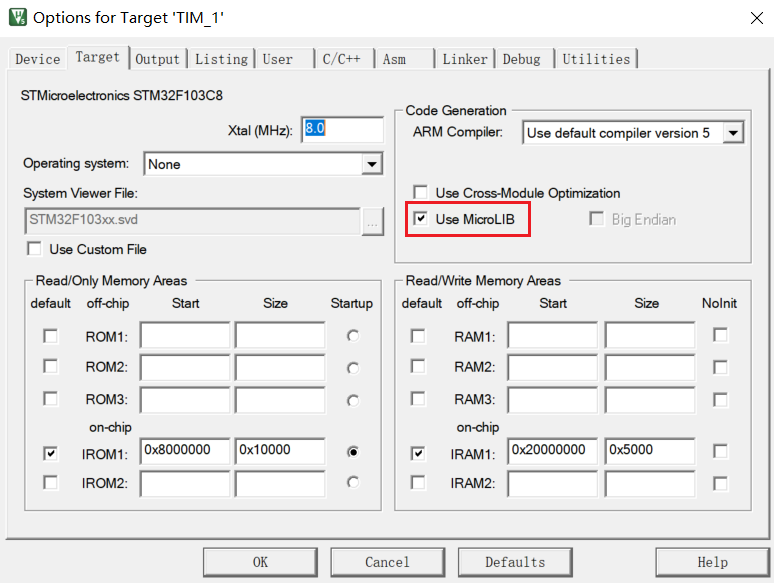 Options for Target 'TIM_1'
Device Target Output Listing User C/C++ Asm Linker Debug Utilities
STMicroelectronics STM32F103C8
Xtal (MHz): 8.0
Operating system: None
System Viewer File:
STM32F103xx.svd ...
Use Custom File
Code Generation
ARM Compiler: Use default compiler version 5
Use Cross-Module Optimization
Use MicroLIB Big Endian
Read/Only Memory Areas
default off-chip Start Size Startup
ROM1:
ROM2:
ROM3:
on-chip
IROM1: 0x8000000 0x10000
IROM2:
Read/Write Memory Areas
default off-chip Start Size NoInit
RAM1:
RAM2:
RAM3:
on-chip
IRAM1: 0x20000000 0x5000
IRAM2:
OK Cancel Defaults Help